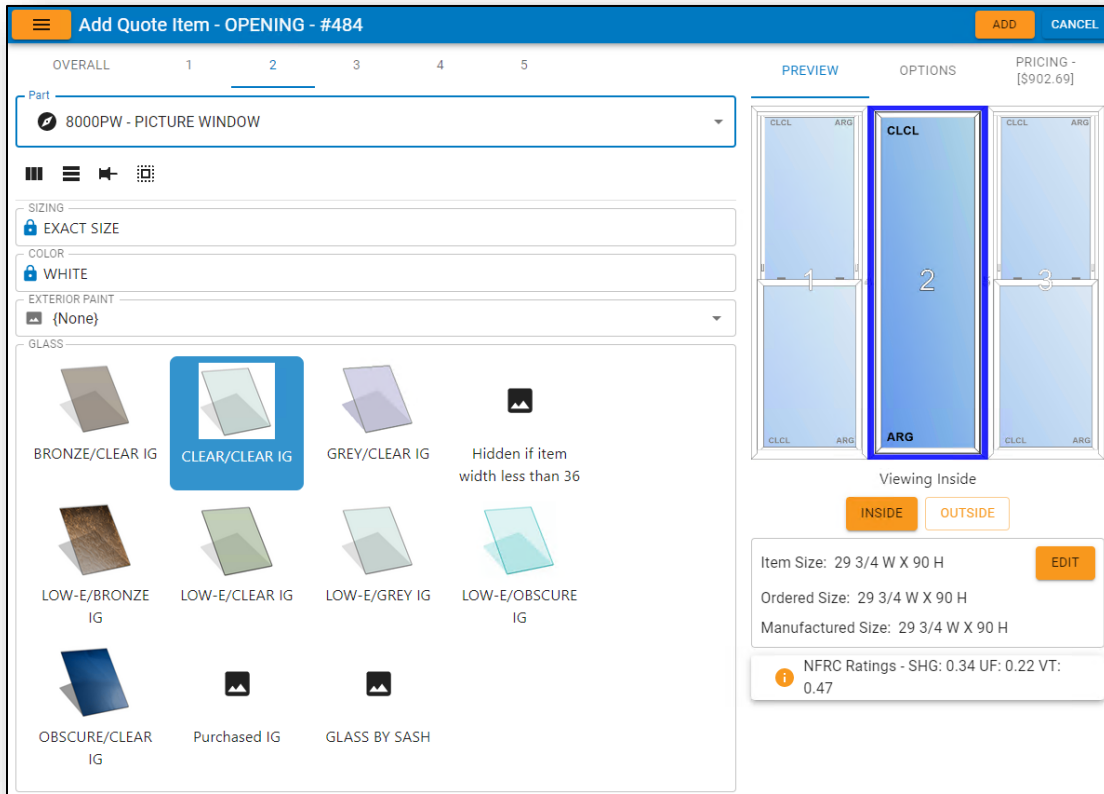 Add Quote Item - OPENING - #484
ADD
CANCEL
OVERALL
1
2
3
4
5
Part
8000PW - PICTURE WINDOW
SIZING
EXACT SIZE
COLOR
WHITE
EXTERIOR PAINT
{None}
GLASS
BRONZE/CLEAR IG
CLEAR/CLEAR IG
GREY/CLEAR IG
Hidden if item
width less than 36
LOW-E/BRONZE
IG
LOW-E/CLEAR IG
LOW-E/GREY IG
LOW-E/OBSCURE
IG
OBSCURE/CLEAR
IG
Purchased IG
GLASS BY SASH
PREVIEW
OPTIONS
PRICING -
[$902.69]
CLCL
ARG
CLCL
CLCL
ARG
1
2
3
CLCL
ARG
ARG
CLCL
ARG
Viewing Inside
INSIDE
OUTSIDE
Item Size: 29 3/4 W X 90 H
EDIT
Ordered Size: 29 3/4 W X 90 H
Manufactured Size: 29 3/4 W X 90 H
NFRC Ratings - SHG: 0.34 UF: 0.22 VT:
0.47